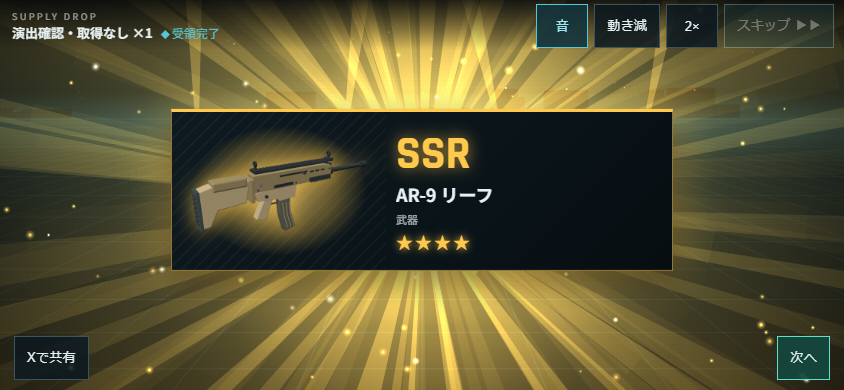 SUPPLY DROP
演出確認・取得なし ×1 ◆受領完了
音
動き減
2×
スキップ ▶▶
SSR
AR-9 リーフ
武器
★★★★
Xで共有
次へ